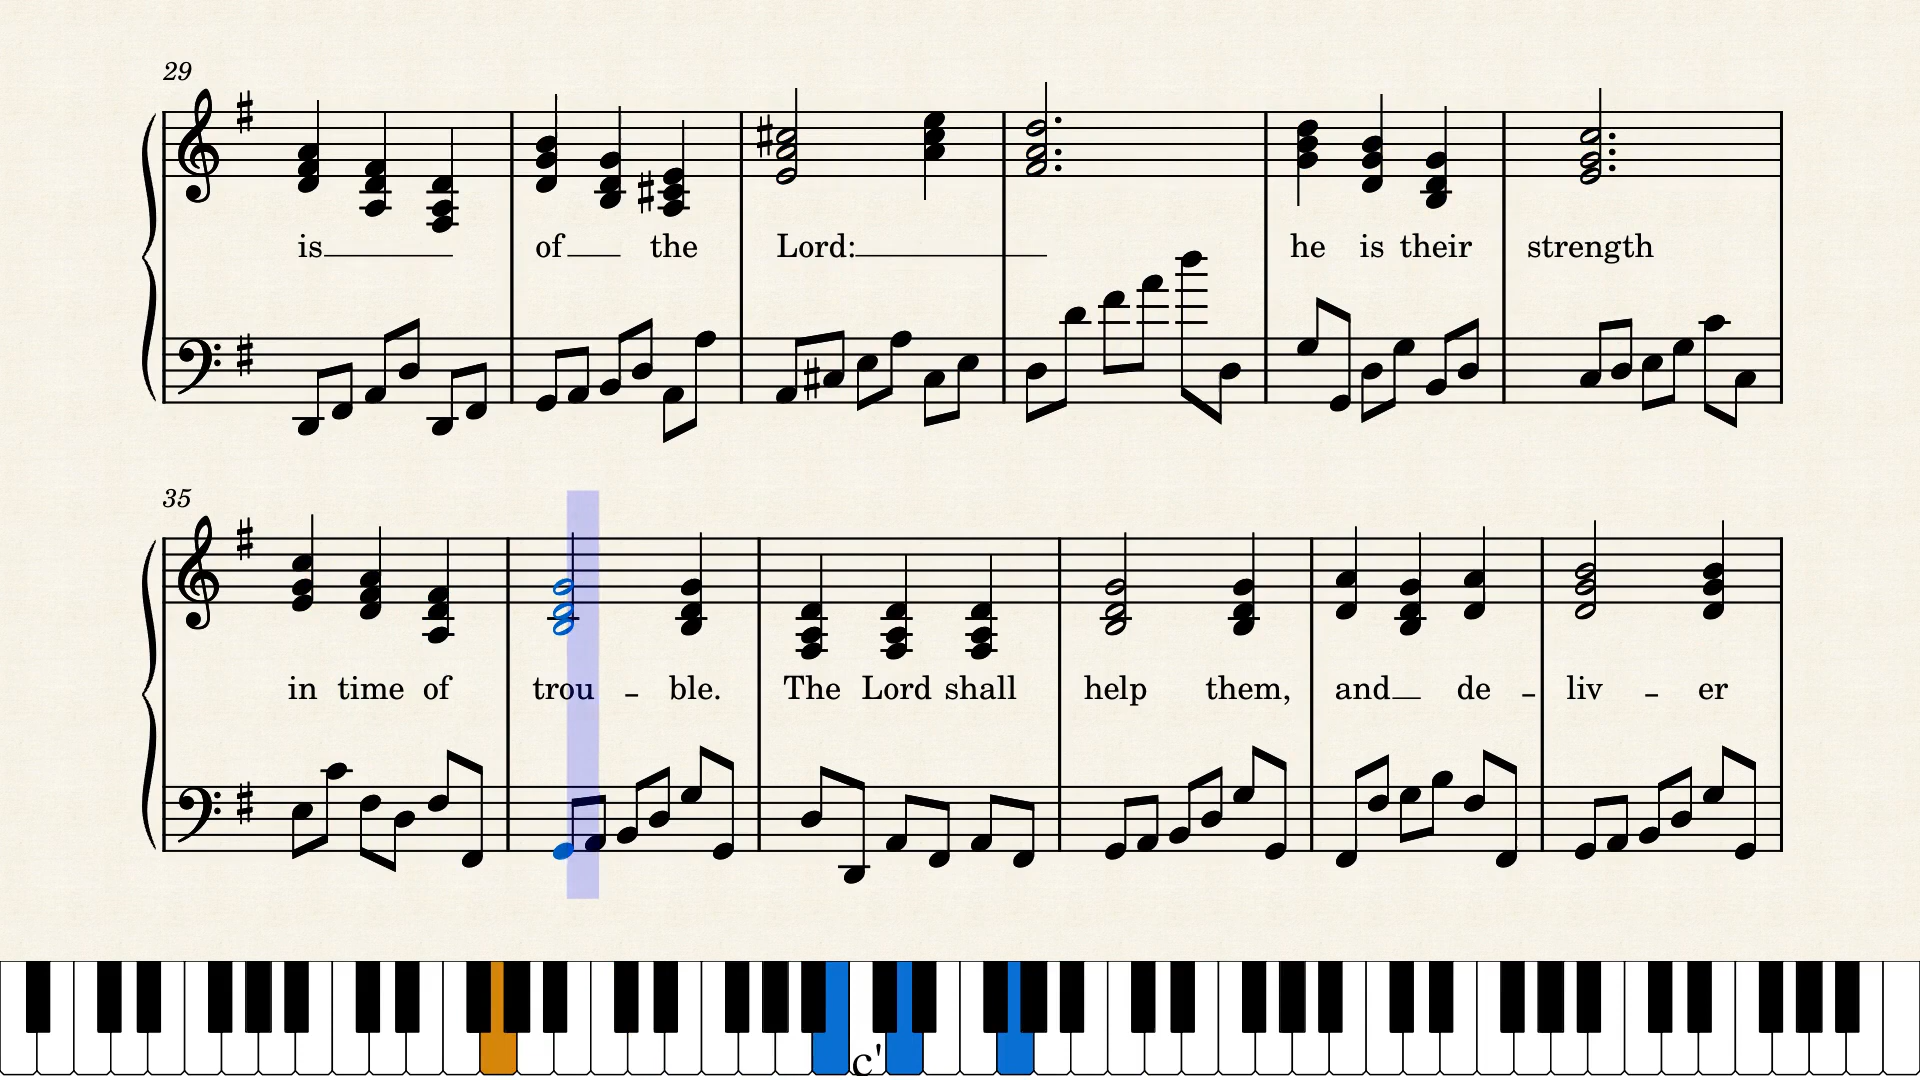 29
is of the Lord: he is their strength
35
in time of trou - ble. The Lord shall help them, and de - liv - er
c'